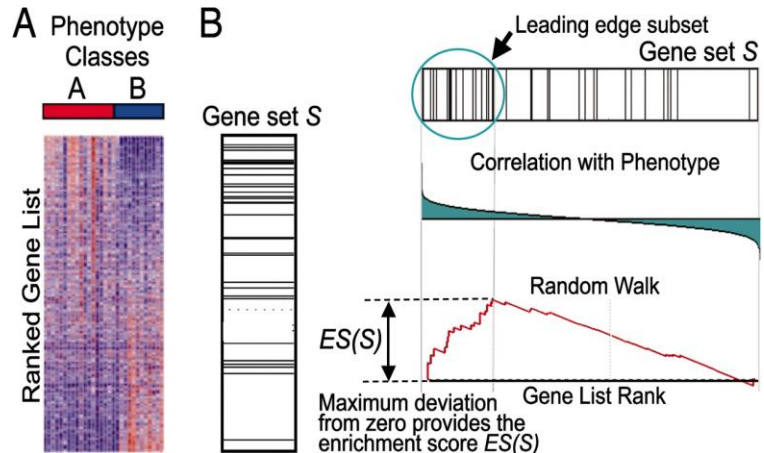 A
Phenotype
Classes
A B
Ranked Gene List
B
Gene set S
Leading edge subset
Gene set S
Correlation with Phenotype
Random Walk
ES(S)
Gene List Rank
Maximum deviation
from zero provides the
enrichment score ES(S)